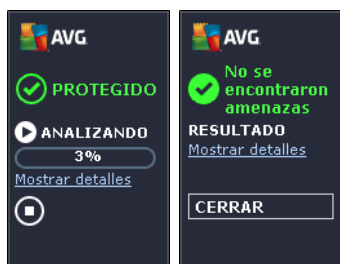 AVG
PROTEGIDO
ANALIZANDO
3%
Mostrar detalles
AVG
No se
encontraron
amenazas
RESULTADO
Mostrar detalles
CERRAR